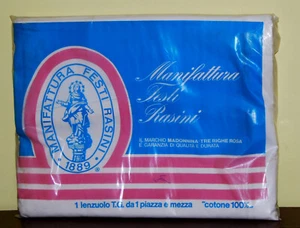 MANIFATTURA FESTI RASINI
1889
Manifattura
Festi
Rasini
IL MARCHIO MADONNINA TRE RIGHE ROSA
E GARANZIA DI QUALITÀ E DURATA
1 lenzuolo T.G. da 1 piazza e mezza "cotone 100%"